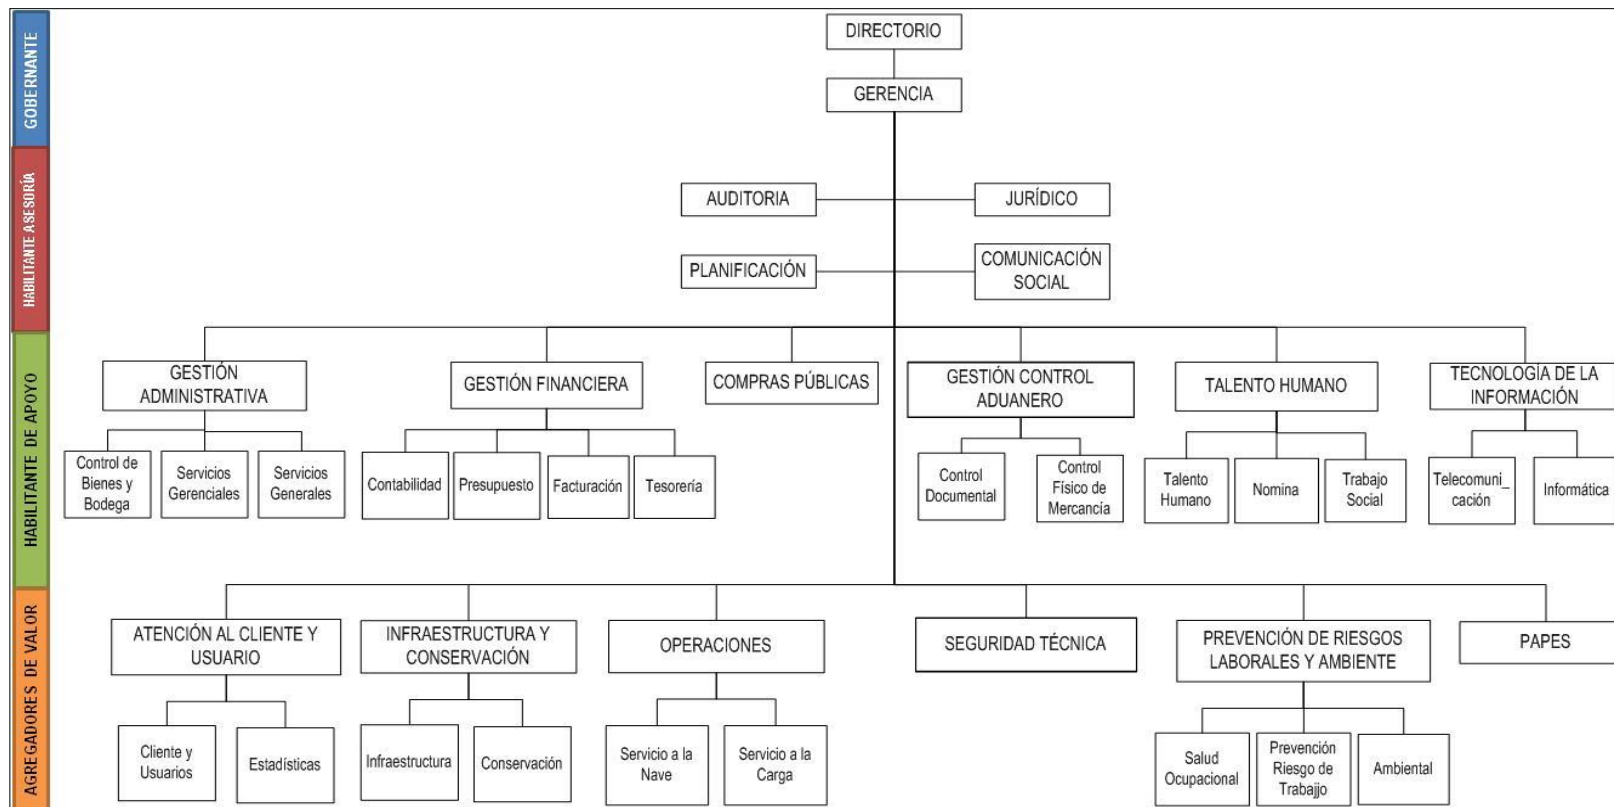 GOBERNANTE
DIRECTORIO
GERENCIA
HABILITANTE ASESORÍA
AUDITORIA
JURÍDICO
PLANIFICACIÓN
COMUNICACIÓN
SOCIAL
HABILITANTE DE APOYO
GESTIÓN
ADMINISTRATIVA
GESTIÓN FINANCIERA
COMPRAS PÚBLICAS
GESTIÓN CONTROL
ADUANERO
TALENTO HUMANO
TECNOLOGÍA DE LA
INFORMACIÓN
Control de
Bienes y
Bodega
Servicios
Gerenciales
Servicios
Generales
Contabilidad
Presupuesto
Facturación
Tesorería
Control
Documental
Control
Físico de
Mercancía
Talento
Humano
Nomina
Trabajo
Social
Telecomuni_
cación
Informática
AGREGADORES DE VALOR
ATENCIÓN AL CLIENTE Y
USUARIO
INFRAESTRUCTURA Y
CONSERVACIÓN
OPERACIONES
SEGURIDAD TÉCNICA
PREVENCIÓN DE RIESGOS
LABORALES Y AMBIENTE
PAPES
Cliente y
Usuarios
Estadísticas
Infraestructura
Conservación
Servicio a la
Nave
Servicio a la
Carga
Salud
Ocupacional
Prevención
Riesgo de
Trabajjo
Ambiental